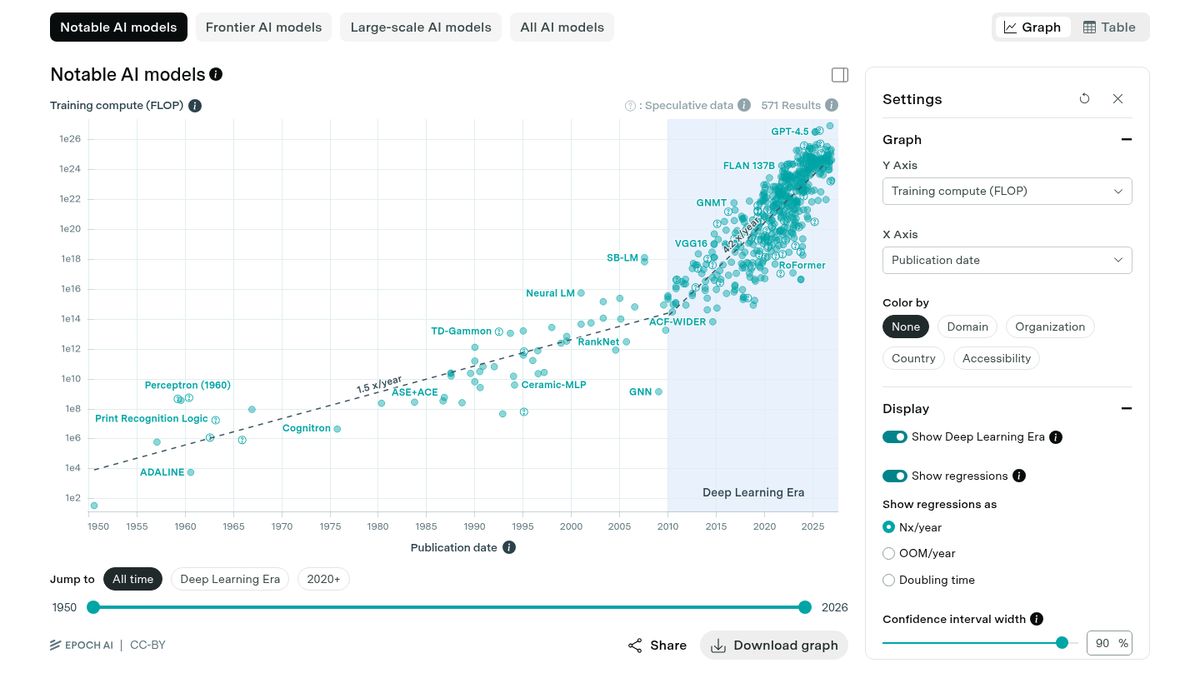 Notable AI models
Frontier AI models
Large-scale AI models
All AI models
Graph
Table
Notable AI models
Training compute (FLOP)
: Speculative data
571 Results
1e26
1e24
1e22
1e20
1e18
1e16
1e14
1e12
1e10
1e8
1e6
1e4
1e2
GPT-4.5
FLAN 137B
GNMT
4.2 x/year
VGG16
SB-LM
RoFormer
Neural LM
ACF-WIDER
TD-Gammon
RankNet
1.5 x/year
Perceptron (1960)
Ceramic-MLP
ASE+ACE
GNN
Print Recognition Logic
Cognitron
ADALINE
Deep Learning Era
1950
1955
1960
1965
1970
1975
1980
1985
1990
1995
2000
2005
2010
2015
2020
2025
Publication date
Jump to
All time
Deep Learning Era
2020+
1950
2026
EPOCH AI | CC-BY
Share
Download graph
Settings
Graph
Y Axis
Training compute (FLOP)
X Axis
Publication date
Color by
None
Domain
Organization
Country
Accessibility
Display
Show Deep Learning Era
Show regressions
Show regressions as
Nx/year
OOM/year
Doubling time
Confidence interval width
90 %